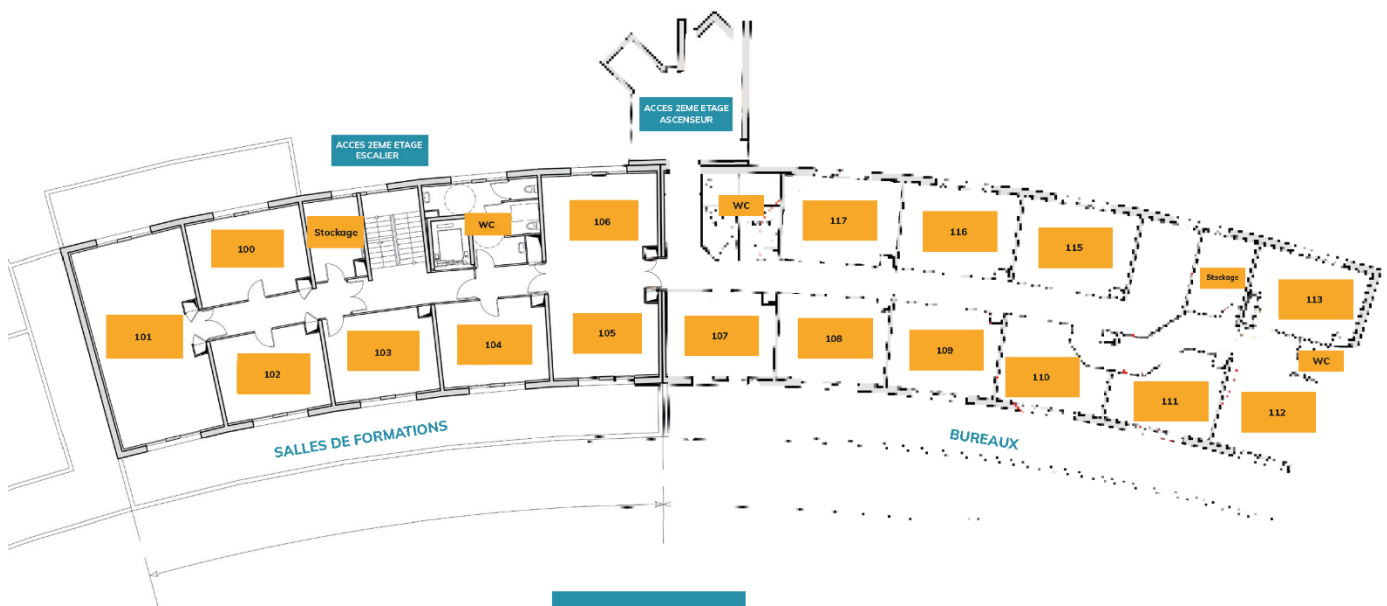 ACCES 2EME ETAGE
ASCENSEUR
ACCES 2EME ETAGE
ESCALIER
100
Stockage
WC
106
WC
117
116
115
Stockage
113
101
102
103
104
105
107
108
109
110
111
112
WC
SALLES DE FORMATIONS
BUREAUX